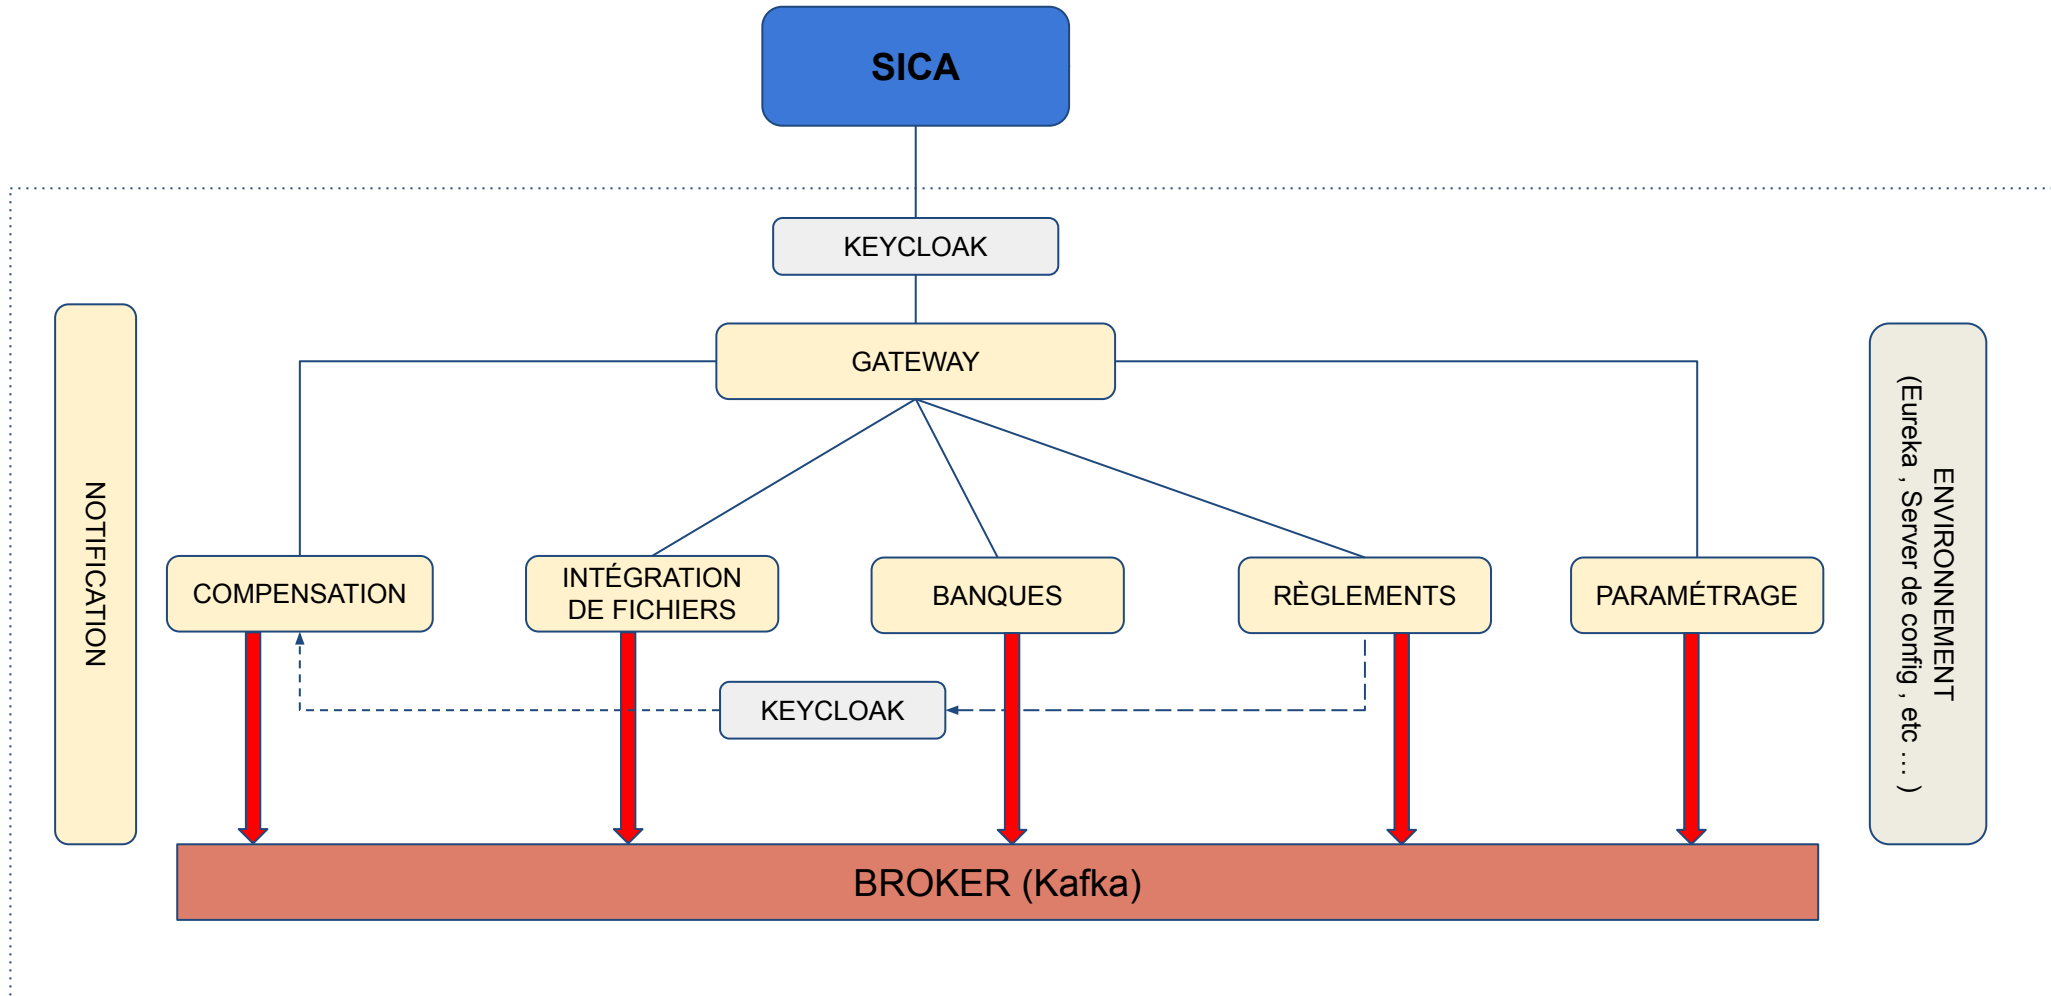 SICA
KEYCLOAK
GATEWAY
NOTIFICATION
ENVIRONNEMENT
(Eureka , Server de config , etc … )
COMPENSATION
INTÉGRATION
DE FICHIERS
BANQUES
RÈGLEMENTS
PARAMÉTRAGE
KEYCLOAK
BROKER (Kafka)